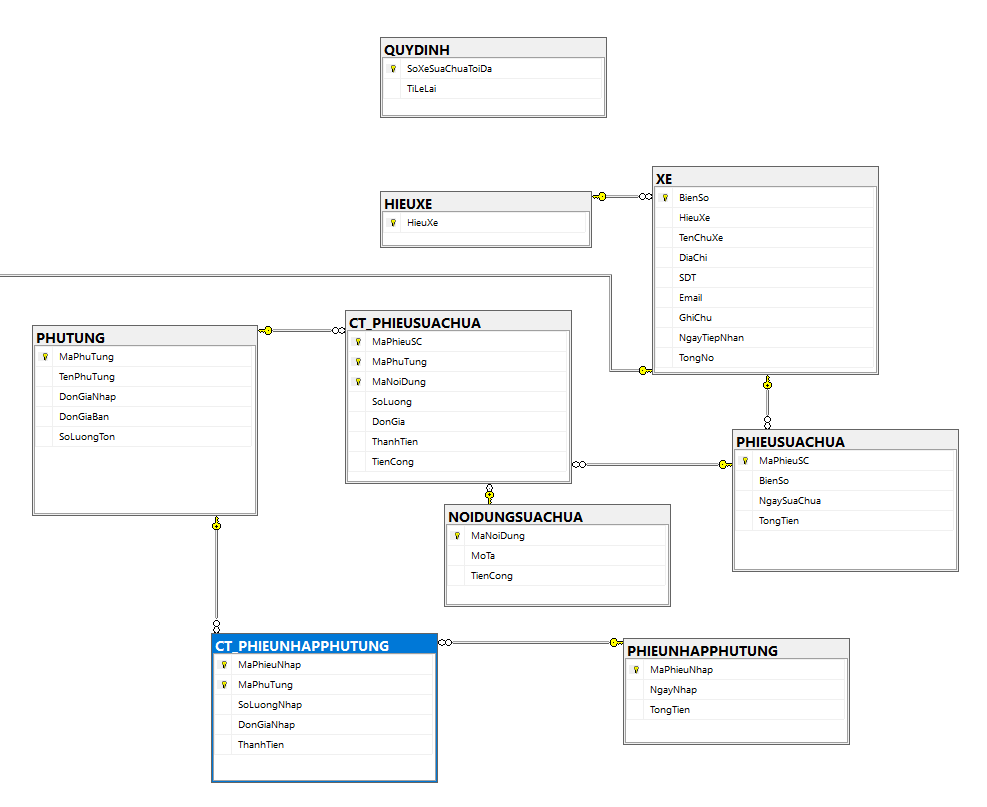 QUYDINH
SoXeSuaChuaToiDa
TiLeLai
HIEUXE
HieuXe
XE
BienSo
HieuXe
TenChuXe
DiaChi
SDT
Email
GhiChu
NgayTiepNhan
TongNo
PHUTUNG
MaPhuTung
TenPhuTung
DonGiaNhap
DonGiaBan
SoLuongTon
CT_PHIEUSUACHUA
MaPhieuSC
MaPhuTung
MaNoiDung
SoLuong
DonGia
ThanhTien
TienCong
PHIEUSUACHUA
MaPhieuSC
BienSo
NgaySuaChua
TongTien
NOIDUNGSUACHUA
MaNoiDung
MoTa
TienCong
CT_PHIEUNHAPPHUTUNG
MaPhieuNhap
MaPhuTung
SoLuongNhap
DonGiaNhap
ThanhTien
PHIEUNHAPPHUTUNG
MaPhieuNhap
NgayNhap
TongTien